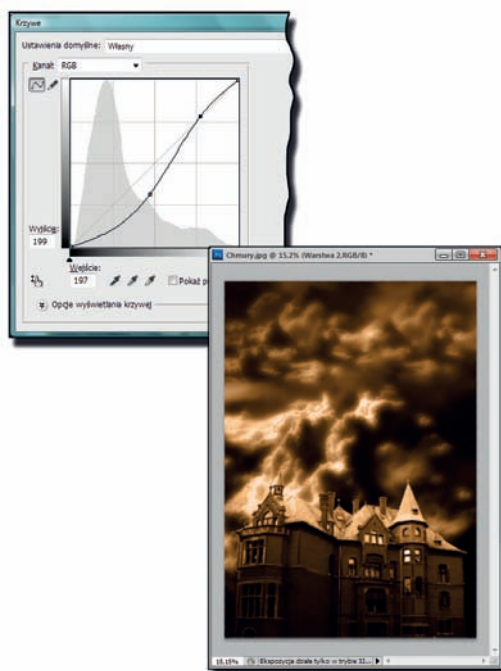 Krzywe
Ustawienia domyślne: Własny
Kanał: RGB
Wyjście:
199
Wejście:
197
Pokaż
Opcje wyświetlania krzywej
Chmury.jpg @ 15,2% (Warstwa 2,RGB/8) *
15,15%
Ekspozycja działa tylko w trybie 32...